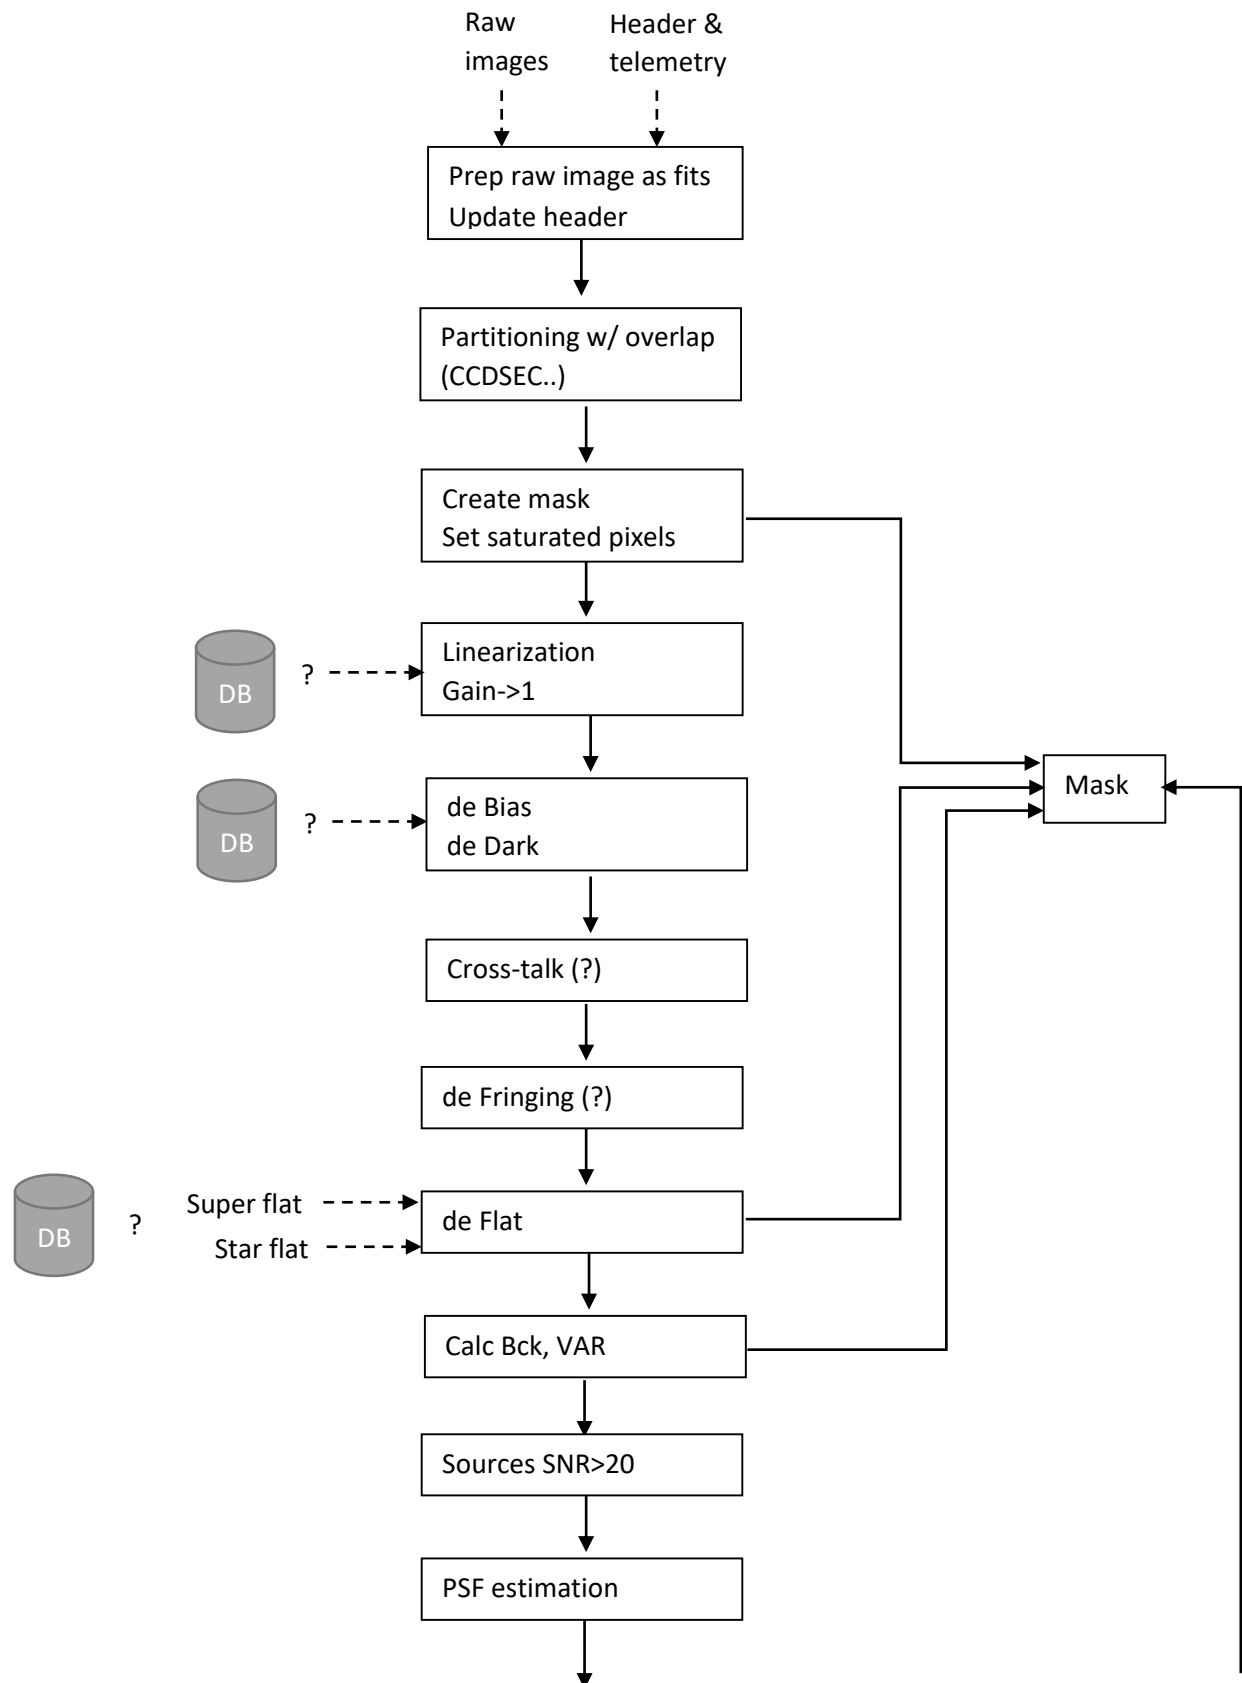 Raw
images
Header &
telemetry
Prep raw image as fits
Update header
Partitioning w/ overlap
(CCDSEC..)
Create mask
Set saturated pixels
DB
?
Linearization
Gain->1
Mask
DB
?
de Bias
de Dark
Cross-talk (?)
de Fringing (?)
DB
?
Super flat
Star flat
de Flat
Calc Bck, VAR
Sources SNR>20
PSF estimation